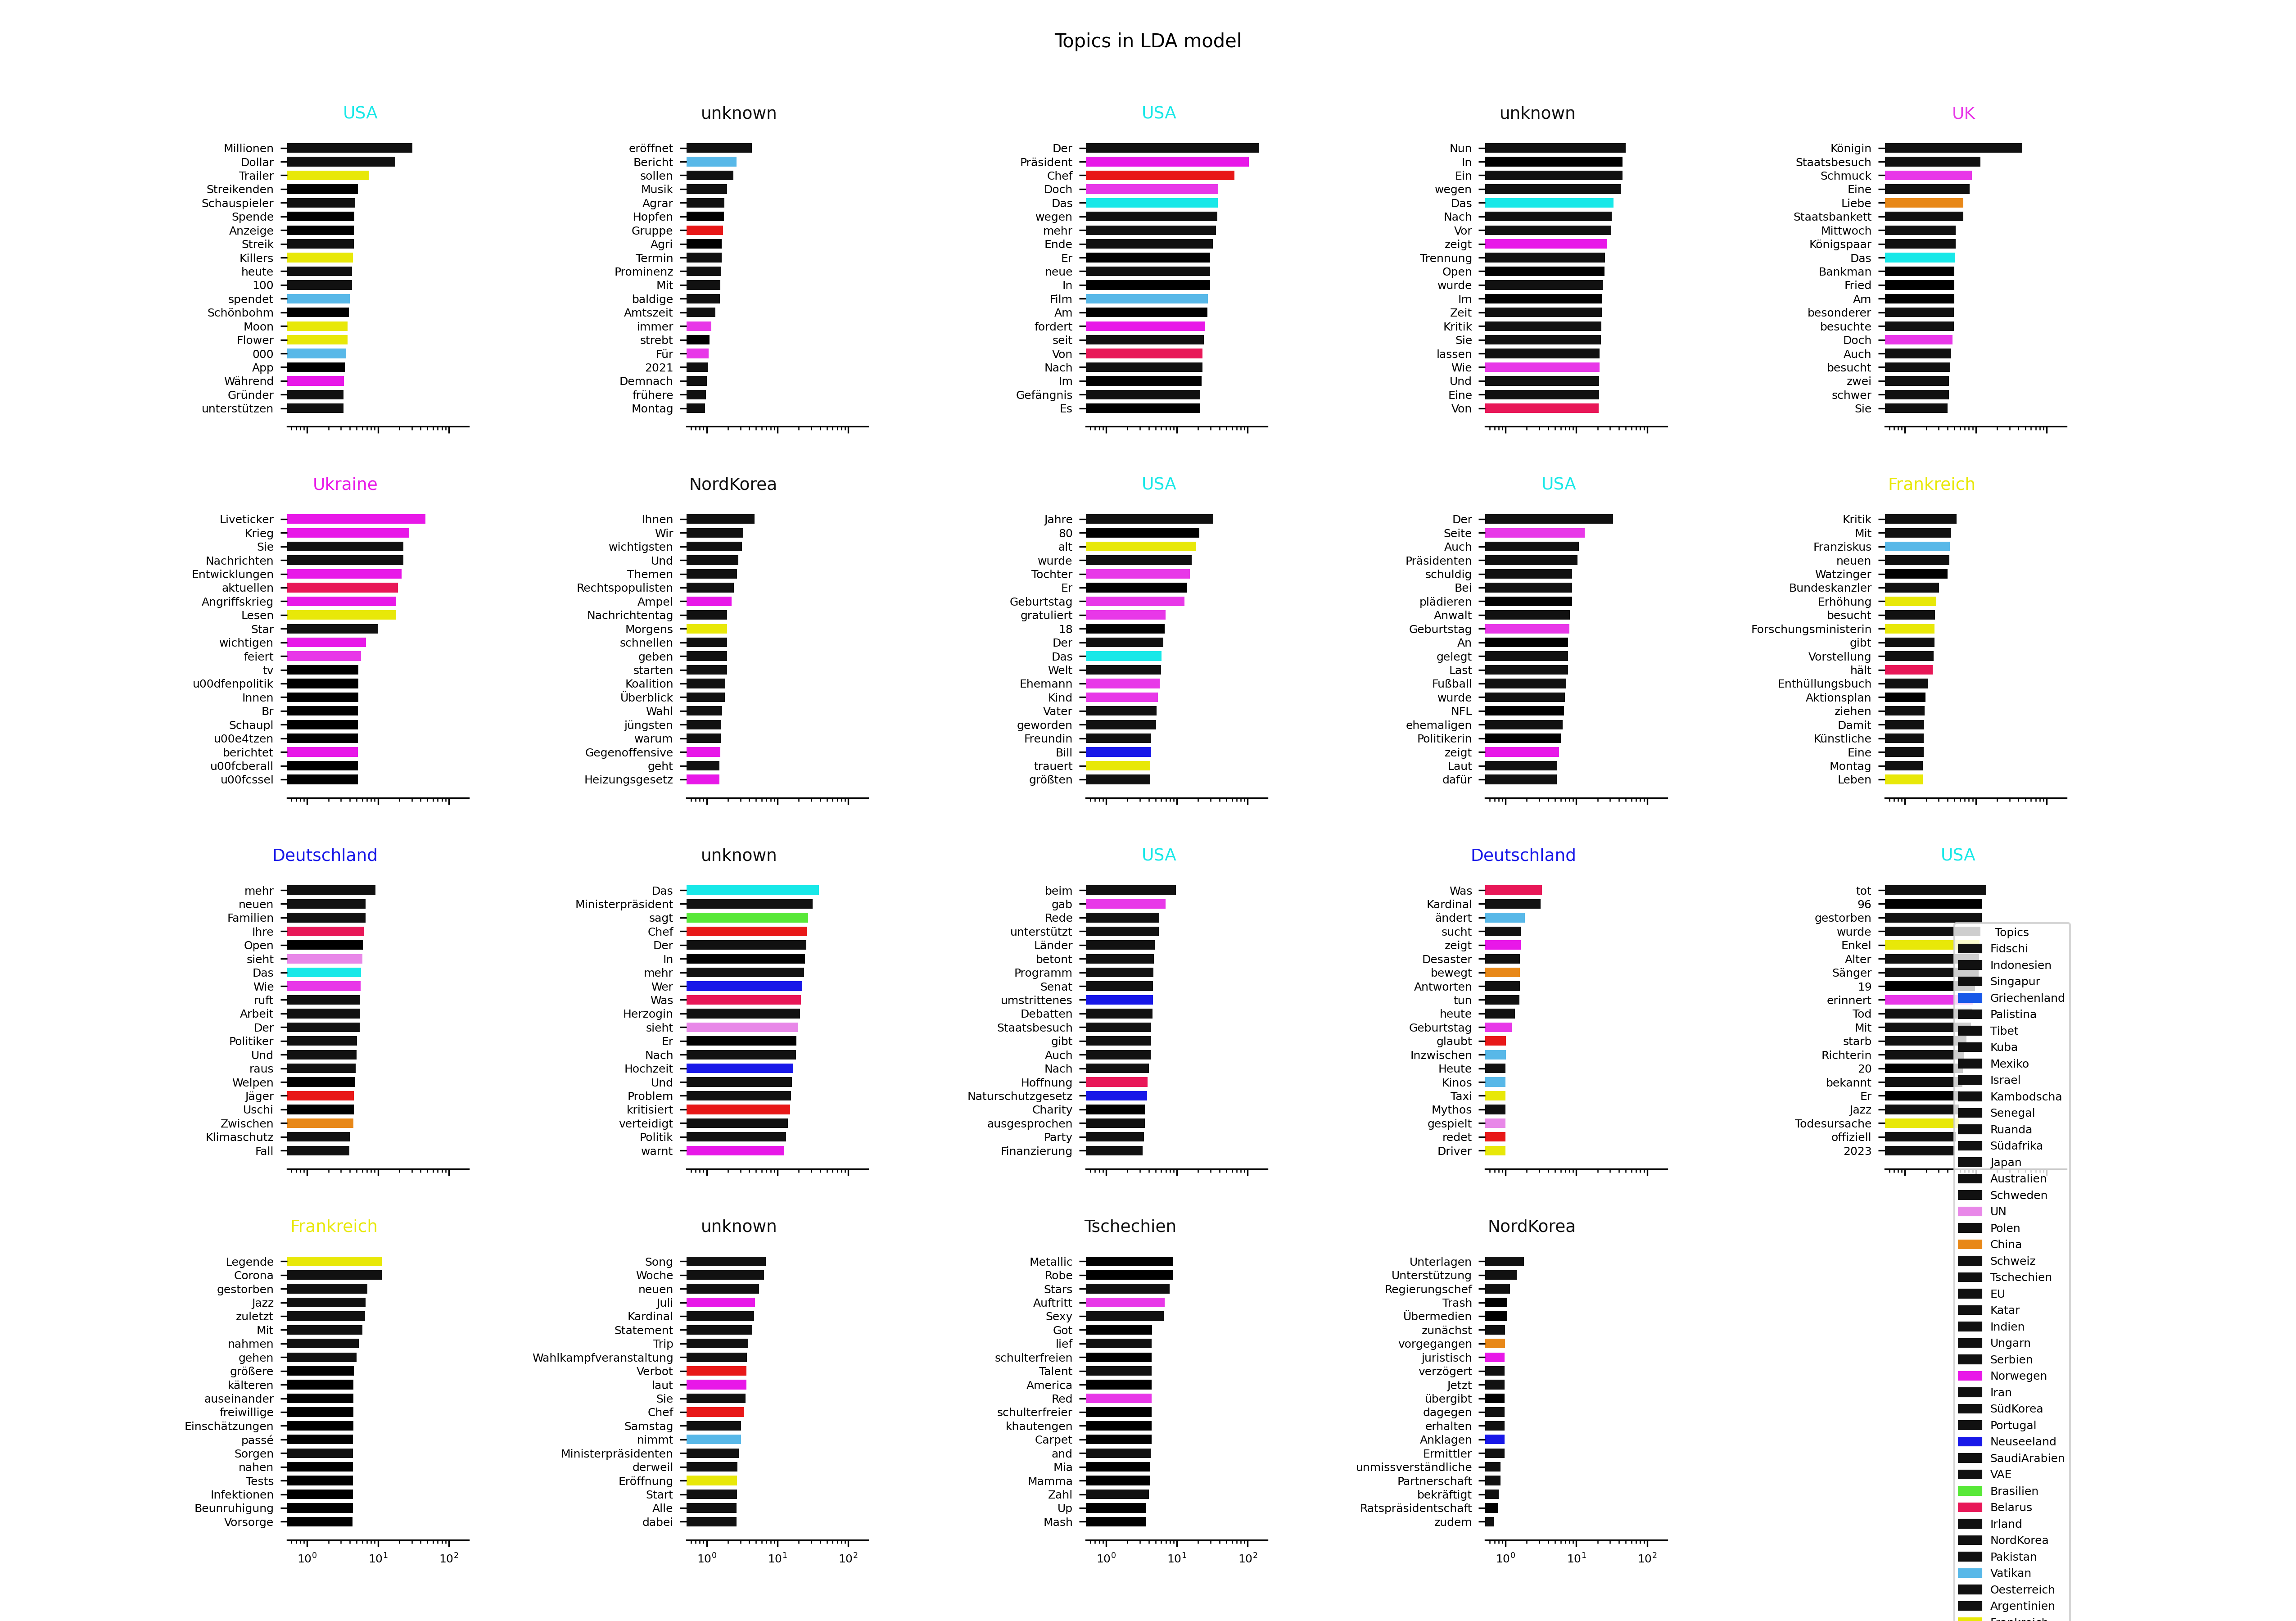 Topics in LDA model
USA
Millionen
Dollar
Trailer
Streikenden
Schauspieler
Spende
Anzeige
Streik
Killers
heute
100
spendet
Schönbohm
Moon
Flower
000
App
Während
Gründer
unterstützen
unknown
eröffnet
Bericht
sollen
Musik
Agrar
Hopfen
Gruppe
Agri
Termin
Prominenz
Mit
baldige
Amtszeit
immer
strebt
Für
2021
Demnach
frühere
Montag
USA
Der
Präsident
Chef
Doch
Das
wegen
mehr
Ende
Er
neue
In
Film
Am
fordert
seit
Von
Nach
Im
Gefängnis
Es
unknown
Nun
In
Ein
wegen
Das
Nach
Vor
zeigt
Trennung
Open
wurde
Im
Zeit
Kritik
Sie
lassen
Wie
Und
Eine
Von
UK
Königin
Staatsbesuch
Schmuck
Eine
Liebe
Staatsbankett
Mittwoch
Königspaar
Das
Bankman
Fried
Am
besonderer
besuchte
Doch
Auch
besucht
zwei
schwer
Sie
Ukraine
Liveticker
Krieg
Sie
Nachrichten
Entwicklungen
aktuellen
Angriffskrieg
Lesen
Star
wichtigen
feiert
tv
u00dfenpolitik
Innen
Br
Schaupl
u00e4tzen
berichtet
u00fcberall
u00fcssel
NordKorea
Ihnen
Wir
wichtigsten
Und
Themen
Rechtspopulisten
Ampel
Nachrichtentag
Morgens
schnellen
geben
starten
Koalition
Überblick
Wahl
jüngsten
warum
Gegenoffensive
geht
Heizungsgesetz
USA
Jahre
80
alt
wurde
Tochter
Er
Geburtstag
gratuliert
18
Der
Das
Welt
Ehemann
Kind
Vater
geworden
Freundin
Bill
trauert
größten
USA
Der
Seite
Auch
Präsidenten
schuldig
Bei
plädieren
Anwalt
Geburtstag
An
gelegt
Last
Fußball
wurde
NFL
ehemaligen
Politikerin
zeigt
Laut
dafür
Frankreich
Kritik
Mit
Franziskus
neuen
Watzinger
Bundeskanzler
Erhöhung
besucht
Forschungsministerin
gibt
Vorstellung
hält
Enthüllungsbuch
Aktionsplan
ziehen
Damit
Künstliche
Eine
Montag
Leben
Deutschland
mehr
neuen
Familien
Ihre
Open
sieht
Das
Wie
ruft
Arbeit
Der
Politiker
Und
raus
Welpen
Jäger
Uschi
Zwischen
Klimaschutz
Fall
unknown
Das
Ministerpräsident
sagt
Chef
Der
In
mehr
Wer
Was
Herzogin
sieht
Er
Nach
Hochzeit
Und
Problem
kritisiert
verteidigt
Politik
warnt
USA
beim
gab
Rede
unterstützt
Länder
betont
Programm
Senat
umstrittenes
Debatten
Staatsbesuch
gibt
Auch
Nach
Hoffnung
Naturschutzgesetz
Charity
ausgesprochen
Party
Finanzierung
Deutschland
Was
Kardinal
ändert
sucht
zeigt
Desaster
bewegt
Antworten
tun
heute
Geburtstag
glaubt
Inzwischen
Heute
Kinos
Taxi
Mythos
gespielt
redet
Driver
USA
tot
96
gestorben
wurde
Enkel
Alter
Sänger
19
erinnert
Tod
Mit
starb
Richterin
20
bekannt
Er
Jazz
Todesursache
offiziell
2023
Frankreich
Legende
Corona
gestorben
Jazz
zuletzt
Mit
nahmen
gehen
größere
kälteren
auseinander
freiwillige
Einschätzungen
passé
Sorgen
nahen
Tests
Infektionen
Beunruhigung
Vorsorge
10⁰ 10¹ 10²
unknown
Song
Woche
neuen
Juli
Kardinal
Statement
Trip
Wahlkampfveranstaltung
Verbot
laut
Sie
Chef
Samstag
nimmt
Ministerpräsidenten
derweil
Eröffnung
Start
Alle
dabei
10⁰ 10¹ 10²
Tschechien
Metallic
Robe
Stars
Auftritt
Sexy
Got
lief
schulterfreien
Talent
America
Red
schulterfreier
khautengen
Carpet
and
Mia
Mamma
Zahl
Up
Mash
10⁰ 10¹ 10²
NordKorea
Unterlagen
Unterstützung
Regierungschef
Trash
Übermedien
zunächst
vorgegangen
juristisch
verzögert
Jetzt
übergibt
dagegen
erhalten
Anklagen
Ermittler
unmissverständliche
Partnerschaft
bekräftigt
Ratspräsidentschaft
zudem
10⁰ 10¹ 10²
Topics
Fidschi
Indonesien
Singapur
Griechenland
Palistina
Tibet
Kuba
Mexiko
Israel
Kambodscha
Senegal
Ruanda
Südafrika
Japan
Australien
Schweden
UN
Polen
China
Schweiz
Tschechien
EU
Katar
Indien
Ungarn
Serbien
Norwegen
Iran
SüdKorea
Portugal
Neuseeland
SaudiArabien
VAE
Brasilien
Belarus
Irland
NordKorea
Pakistan
Vatikan
Oesterreich
Argentinien